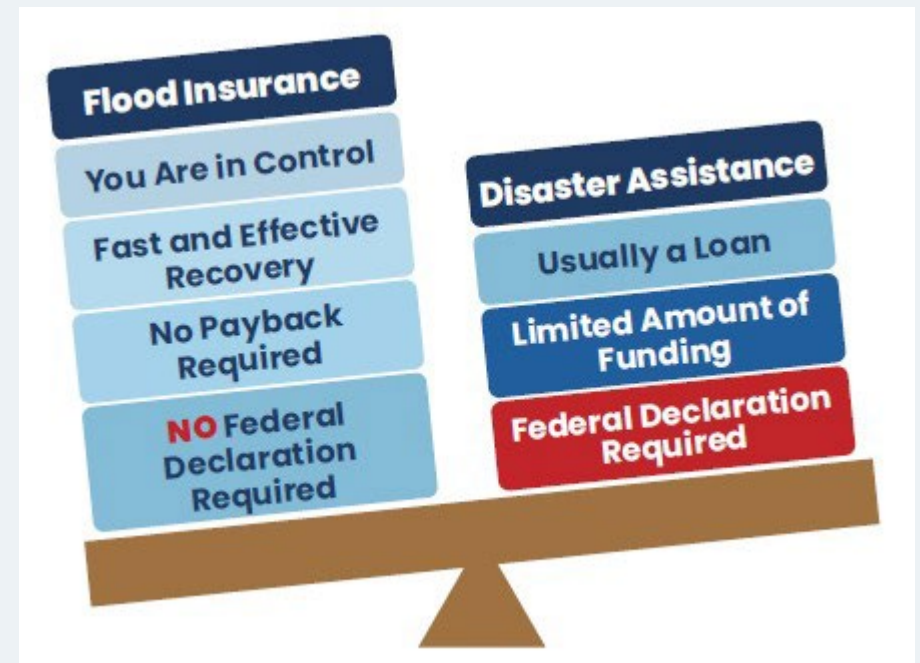 Flood Insurance
You Are in Control
Fast and Effective
Recovery
No Payback
Required
NO Federal
Declaration
Required
Disaster Assistance
Usually a Loan
Limited Amount of
Funding
Federal Declaration
Required